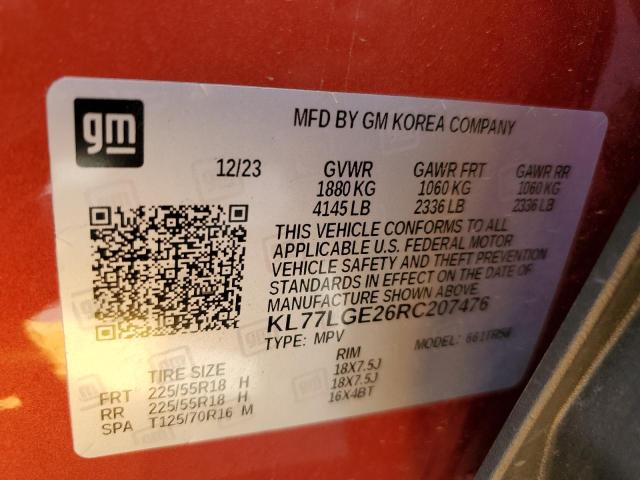 gm
MFD BY GM KOREA COMPANY
12/23 GVWR GAWR FRT GAWR RR
1880 KG 1060 KG 1060 KG
4145 LB 2336 LB 2336 LB
THIS VEHICLE CONFORMS TO ALL
APPLICABLE U.S. FEDERAL MOTOR
VEHICLE SAFETY AND THEFT PREVENTION
STANDARDS IN EFFECT ON THE DATE OF
MANUFACTURE SHOWN ABOVE.
KL77LGE26RC207476
TYPE: MPV MODEL:
TIRE SIZE RIM
FRT 225/55R18 H 18X7.5J
RR 225/55R18 H 18X7.5J
SPA T125/70R16 M 16X4BT